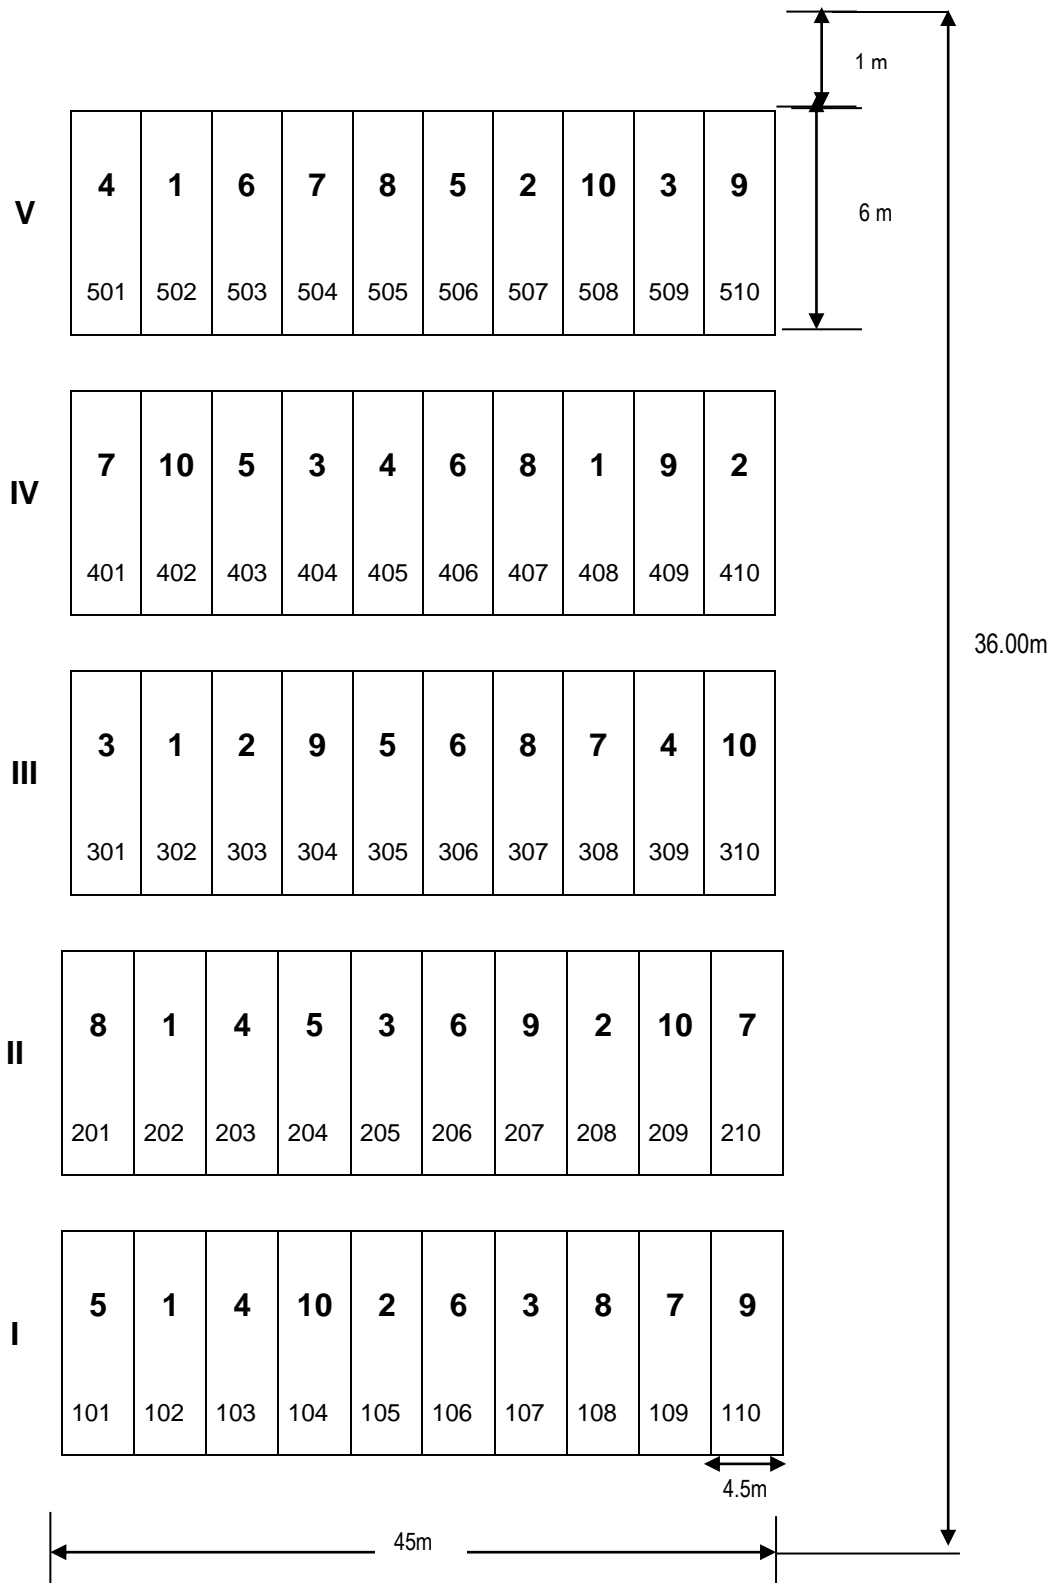 1 m
4 1 6 7 8 5 2 10 3 9
V
6 m
501 502 503 504 505 506 507 508 509 510
7 10 5 3 4 6 8 1 9 2
IV
401 402 403 404 405 406 407 408 409 410
36.00m
3 1 2 9 5 6 8 7 4 10
III
301 302 303 304 305 306 307 308 309 310
8 1 4 5 3 6 9 2 10 7
II
201 202 203 204 205 206 207 208 209 210
5 1 4 10 2 6 3 8 7 9
I
101 102 103 104 105 106 107 108 109 110
4.5m
45m